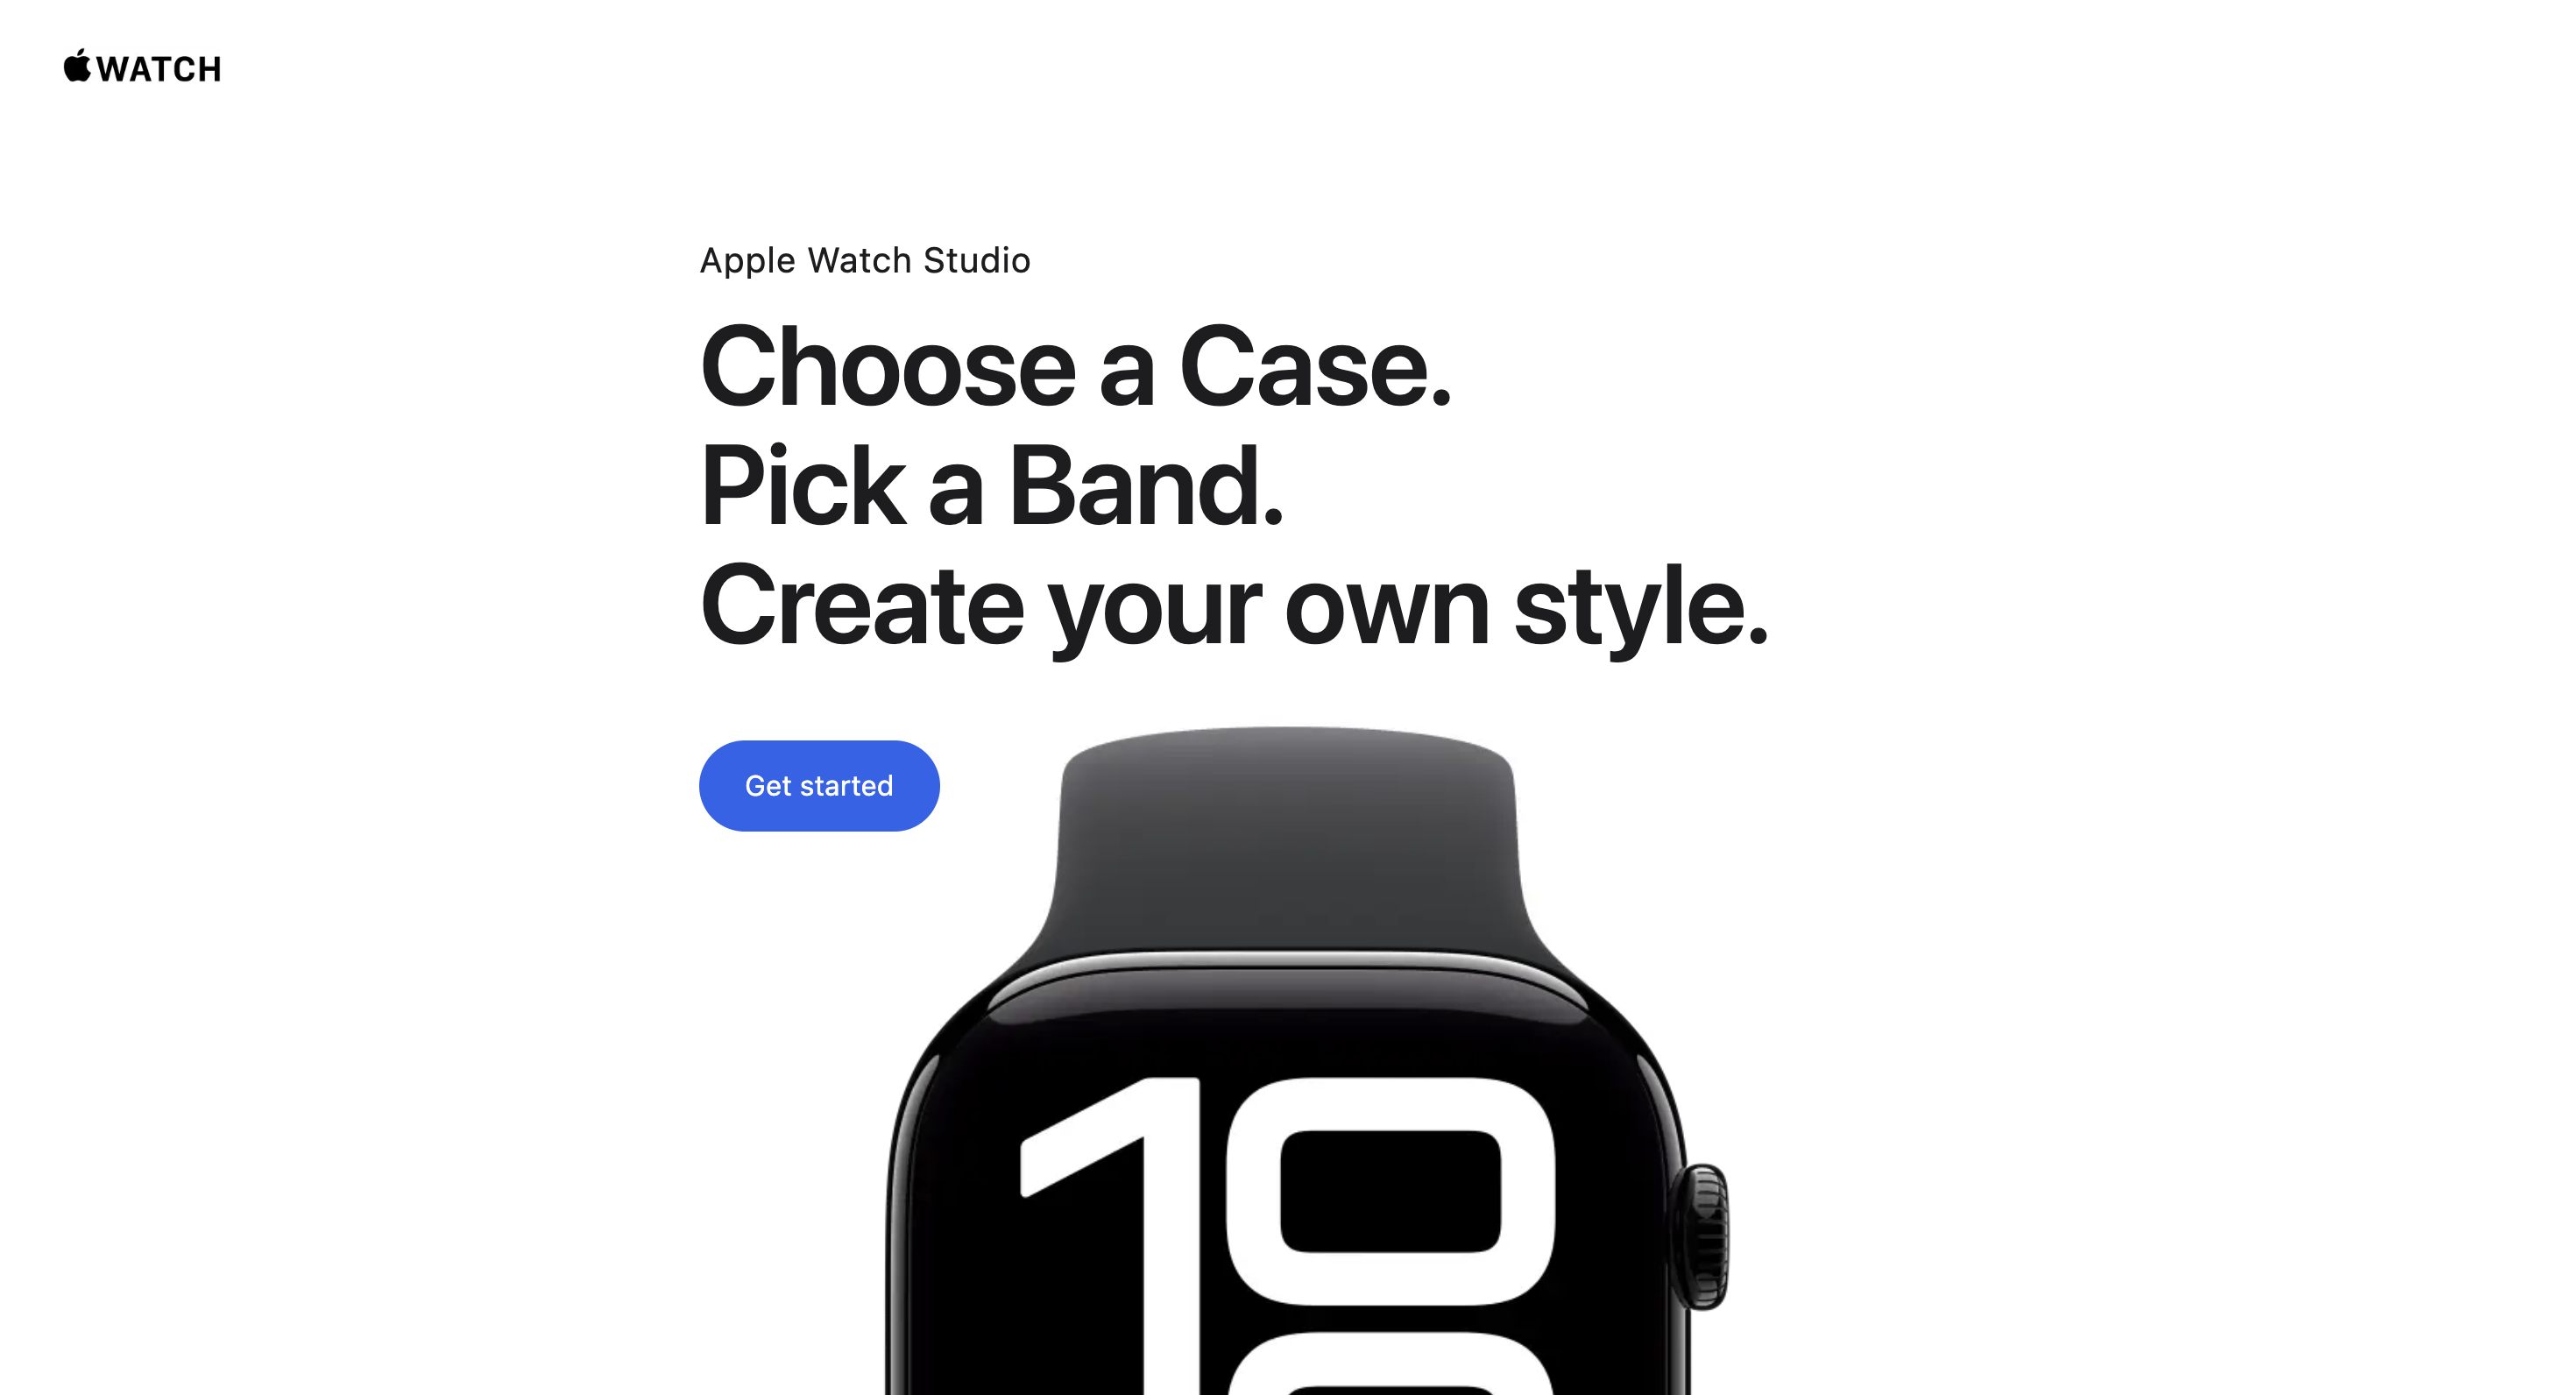 WATCH
Apple Watch Studio
Choose a Case.
Pick a Band.
Create your own style.
Get started
10